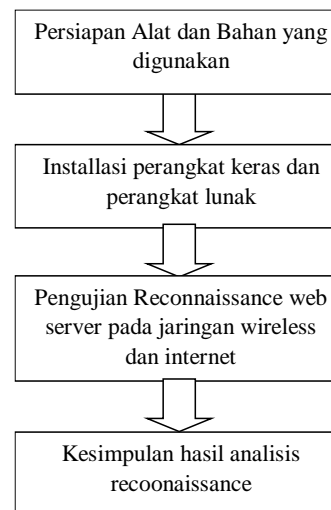 Persiapan Alat dan Bahan yang
digunakan
Installasi perangkat keras dan
perangkat lunak
Pengujian Reconnaissance web
server pada jaringan wireless
dan internet
Kesimpulan hasil analisis
recoonaissance